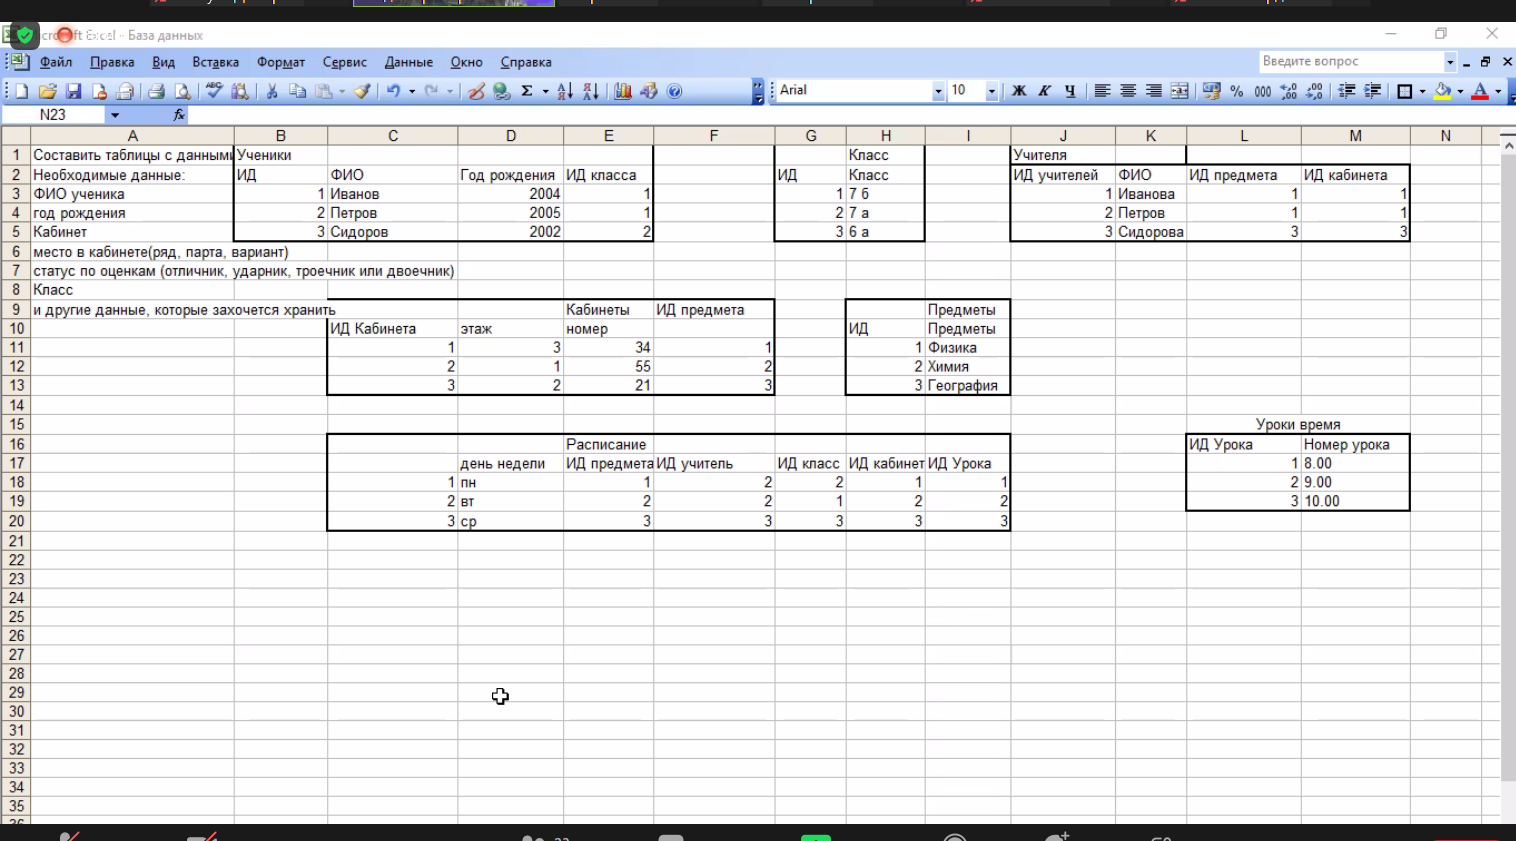 icrosoft Excel - База данных
Файл Правка Вид Вставка Формат Сервис Данные Окно Справка Введите вопрос
Arial 10 Ж К Ч % 000
N23 fx
A B C D E F G H I J K L M N
1 Составить таблицы с данными Ученики Класс Учителя
2 Необходимые данные: ИД ФИО Год рождения ИД класса ИД Класс ИД учителей ФИО ИД предмета ИД кабинета
3 ФИО ученика 1 Иванов 2004 1 1 7 б 1 Иванова 1 1
4 год рождения 2 Петров 2005 1 2 7 а 2 Петров 1 1
5 Кабинет 3 Сидоров 2002 2 3 6 а 3 Сидорова 3 3
6 место в кабинете(ряд, парта, вариант)
7 статус по оценкам (отличник, ударник, троечник или двоечник)
8 Класс
9 и другие данные, которые захочется хранить Кабинеты ИД предмета Предметы
10 ИД Кабинета этаж номер ИД Предметы
11 1 3 34 1 1 Физика
12 2 1 55 2 2 Химия
13 3 2 21 3 3 География
14
15 Уроки время
16 Расписание ИД Урока Номер урока
17 день недели ИД предмета ИД учитель ИД класс ИД кабинет ИД Урока 1 8.00
18 1 пн 1 2 2 1 1 2 9.00
19 2 вт 2 2 1 2 2 3 10.00
20 3 ср 3 3 3 3 3
21
22
23
24
25
26
27
28
29
30
31
32
33
34
35